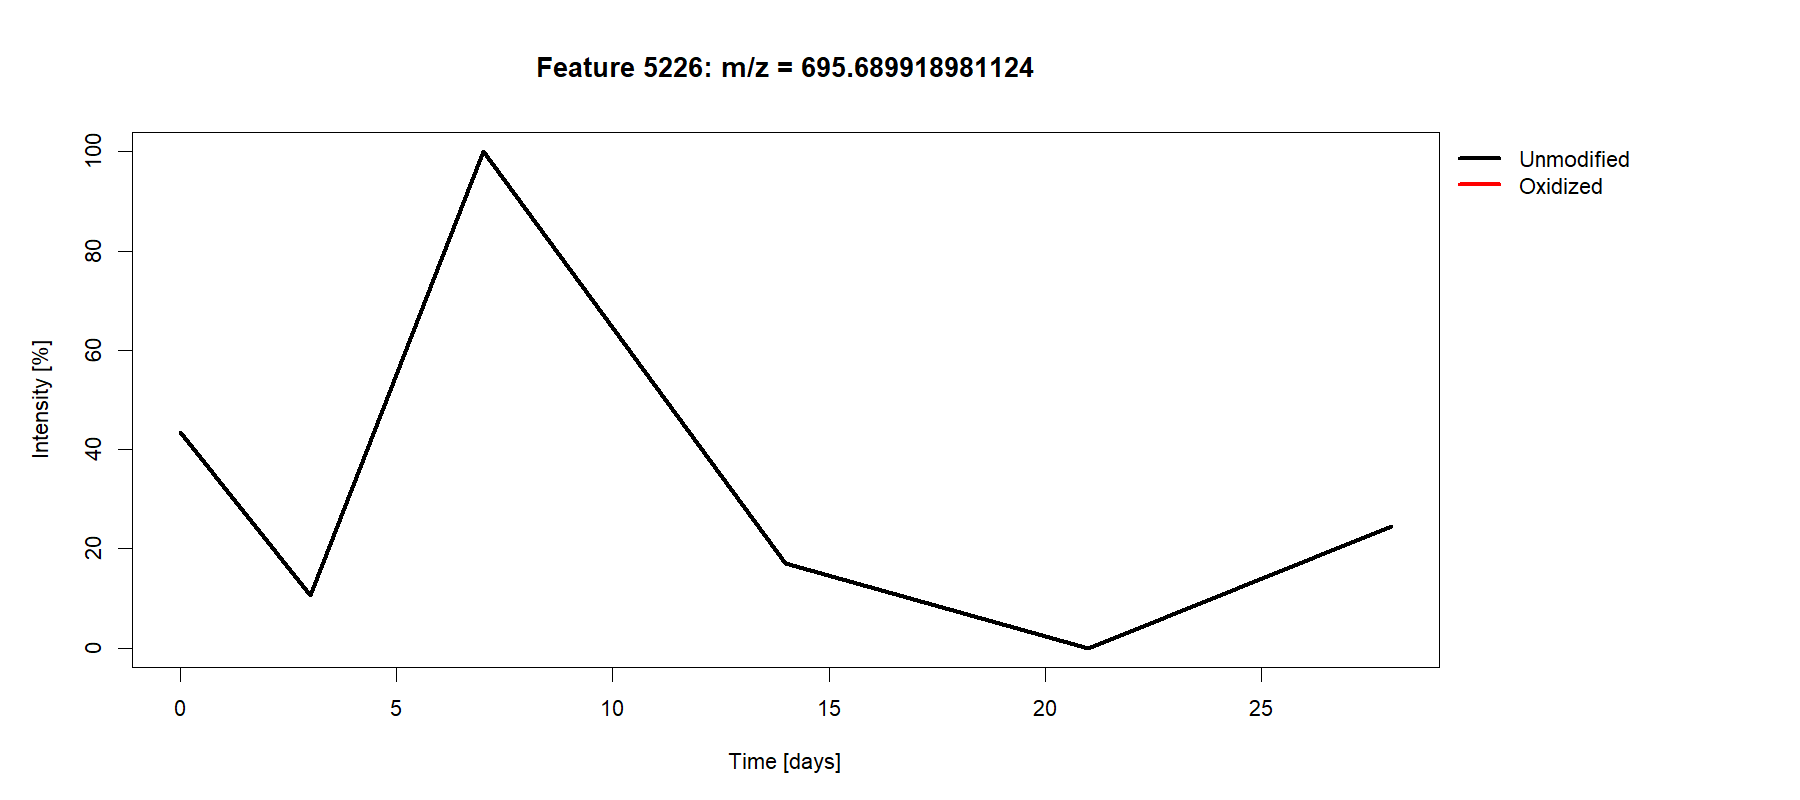 Feature 5226: m/z = 695.689918981124
Unmodified
Oxidized
Intensity [%]
100
80
60
40
20
0
0 5 10 15 20 25
Time [days]